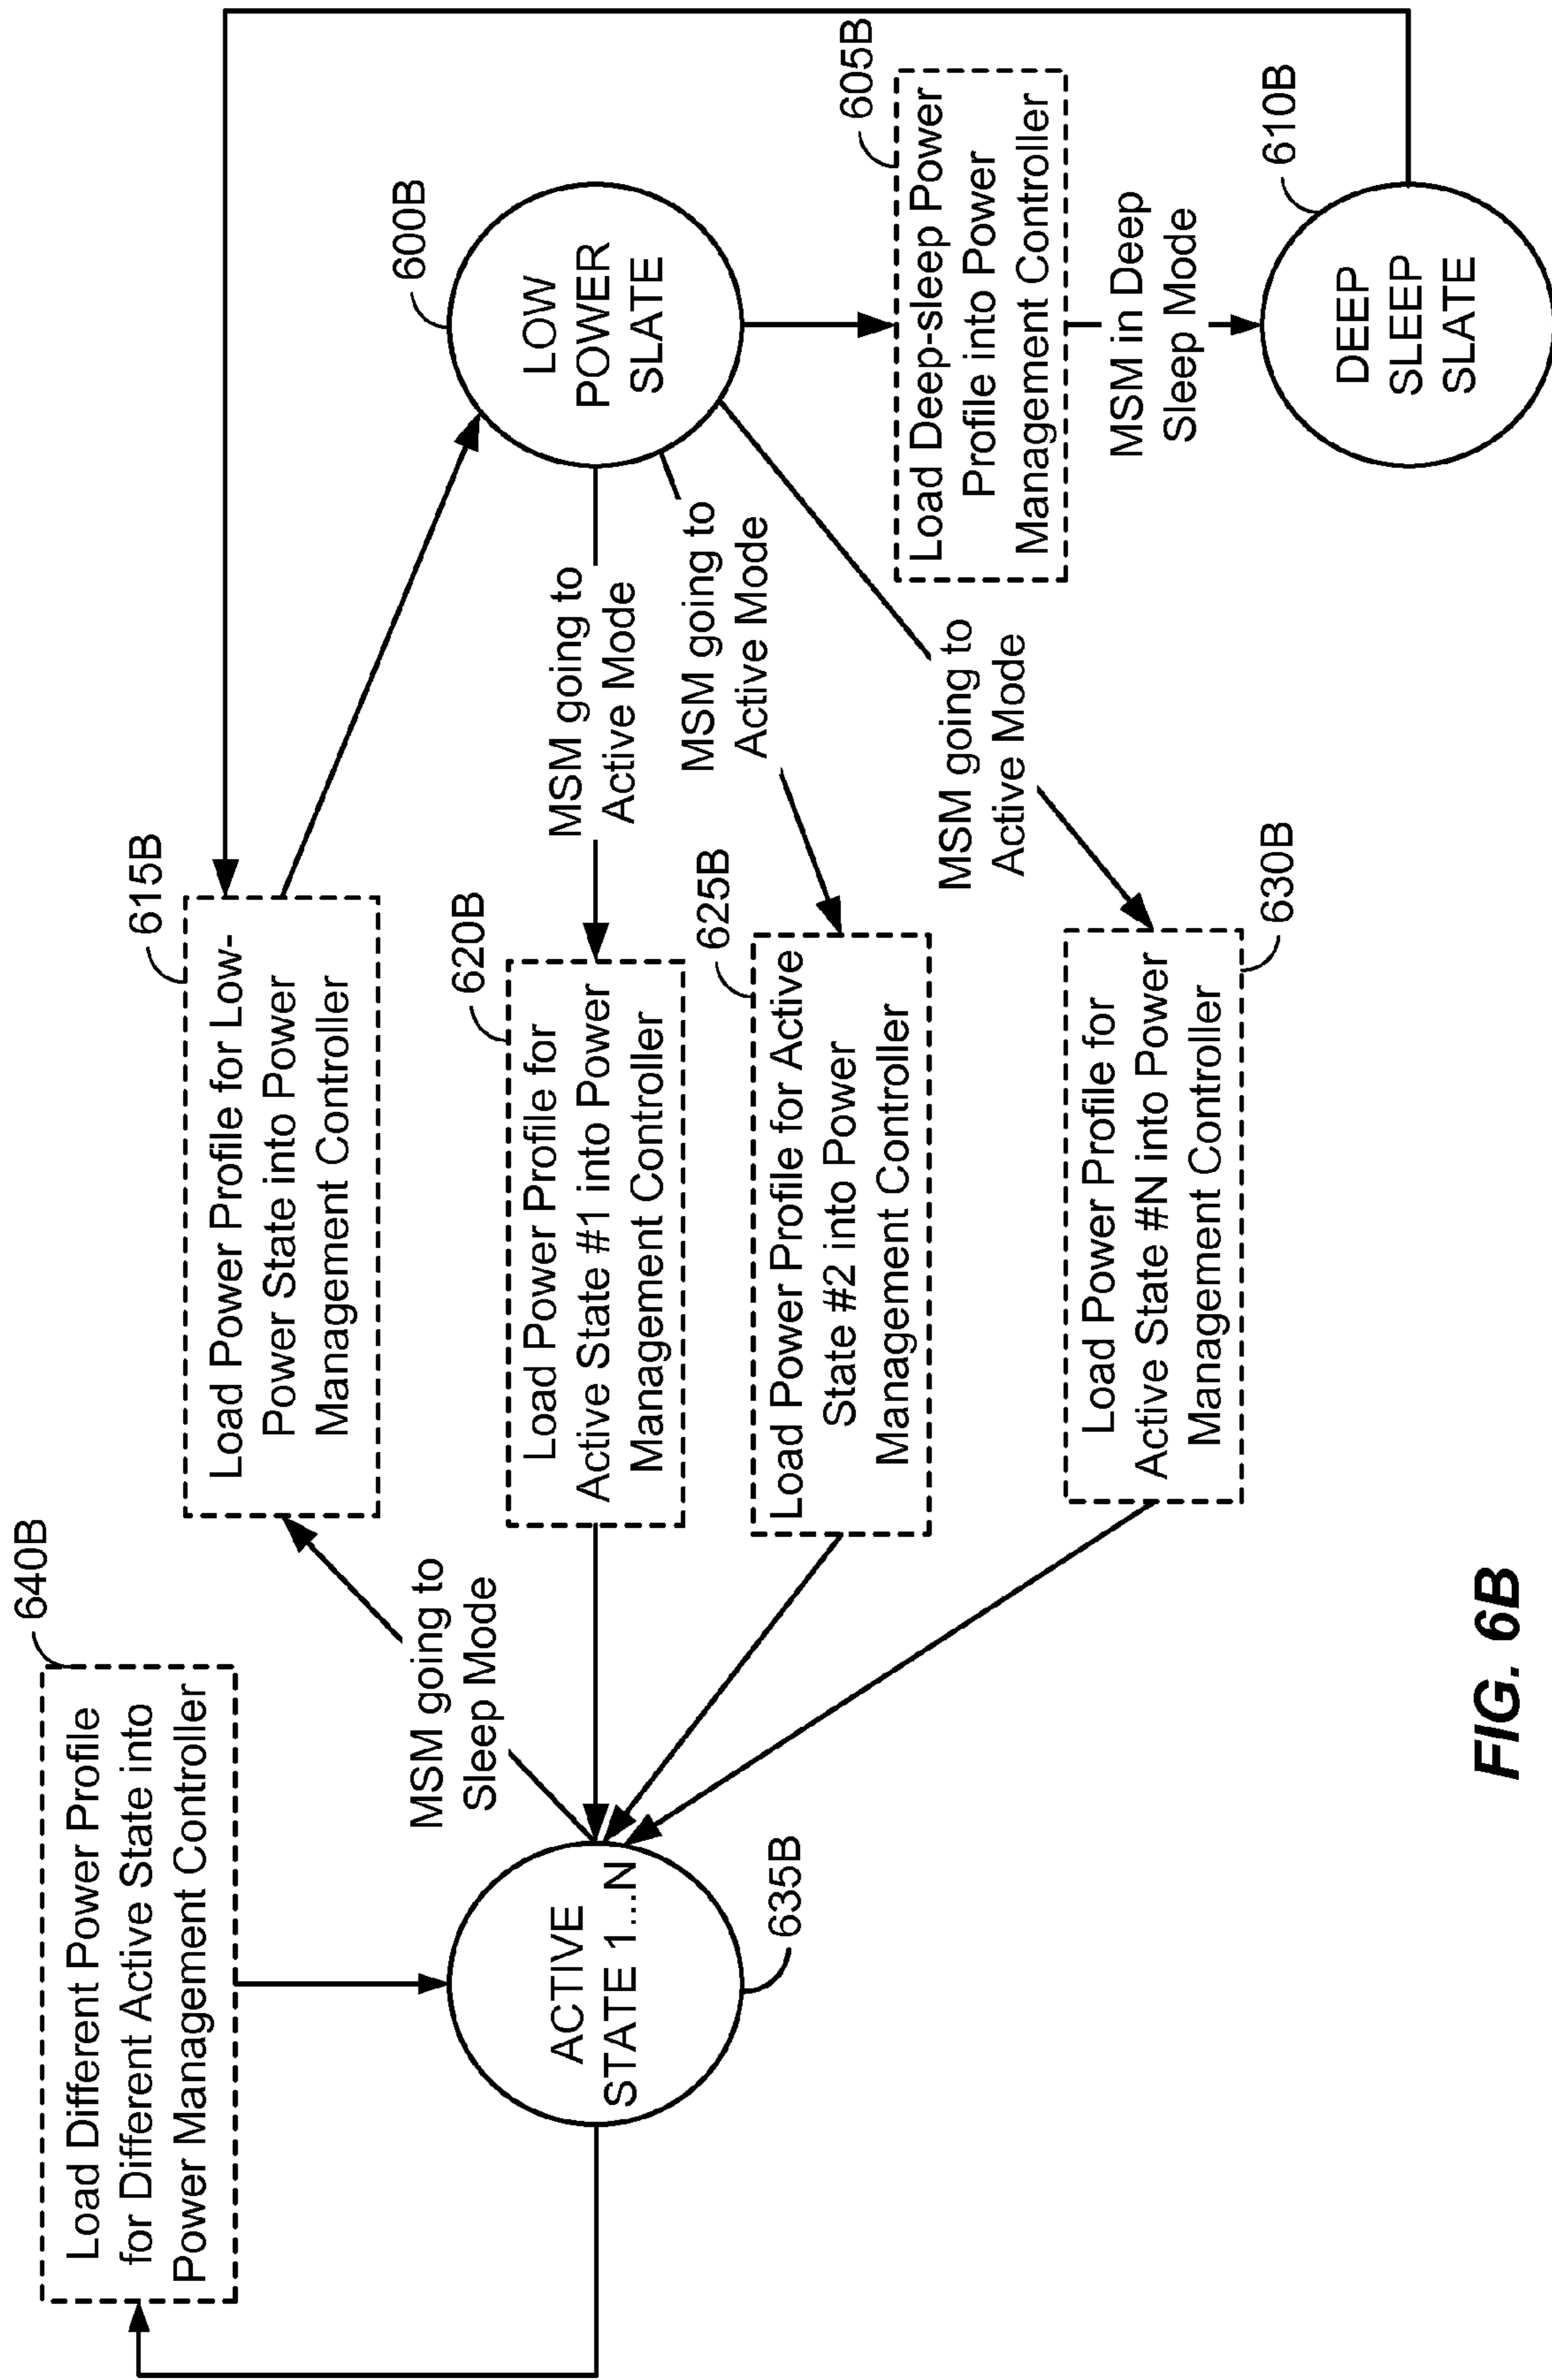 640B
Load Different Power Profile
for Different Active State into
Power Management Controller
ACTIVE
STATE 1...N
635B
MSM going to
Sleep Mode
615B
Load Power Profile for Low-
Power State into Power
Management Controller
620B
Load Power Profile for
Active State #1 into Power
Management Controller
625B
Load Power Profile for Active
State #2 into Power
Management Controller
630B
Load Power Profile for
Active State #N into Power
Management Controller
MSM going to
Active Mode
MSM going to
Active Mode
MSM going to
Active Mode
600B
LOW
POWER
SLATE
605B
Load Deep-sleep Power
Profile into Power
Management Controller
MSM in Deep
Sleep Mode
610B
DEEP
SLEEP
SLATE
FIG. 6B